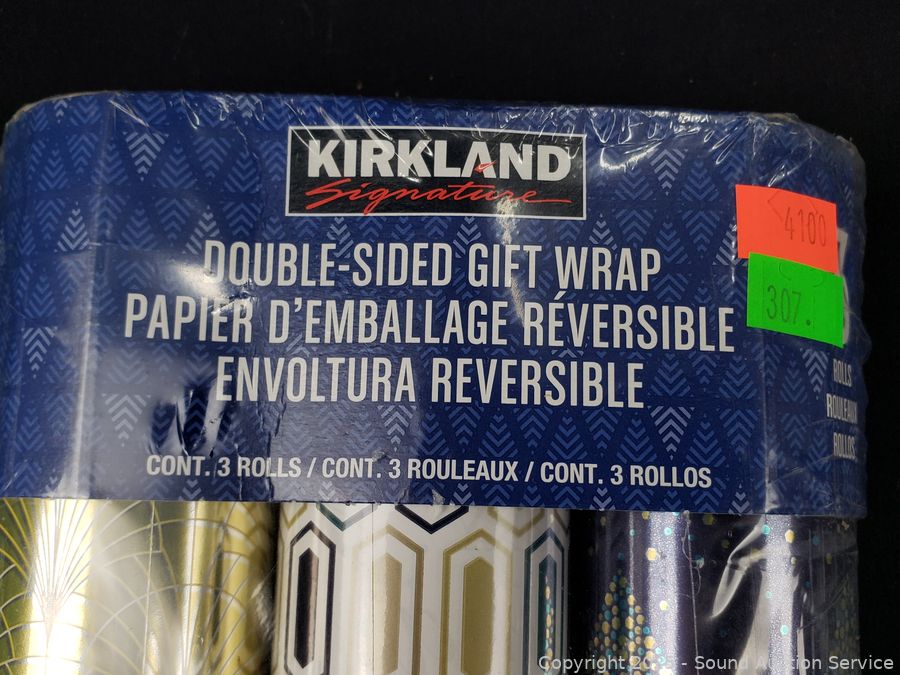 KIRKLAND
Signature
DOUBLE-SIDED GIFT WRAP
PAPIER D'EMBALLAGE RÉVERSIBLE
ENVOLTURA REVERSIBLE
CONT. 3 ROLLS / CONT. 3 ROULEAUX / CONT. 3 ROLLOS
4100
307.
ROLLS
ROULEAUX
ROLLOS
Copyright - Sound Auction Service